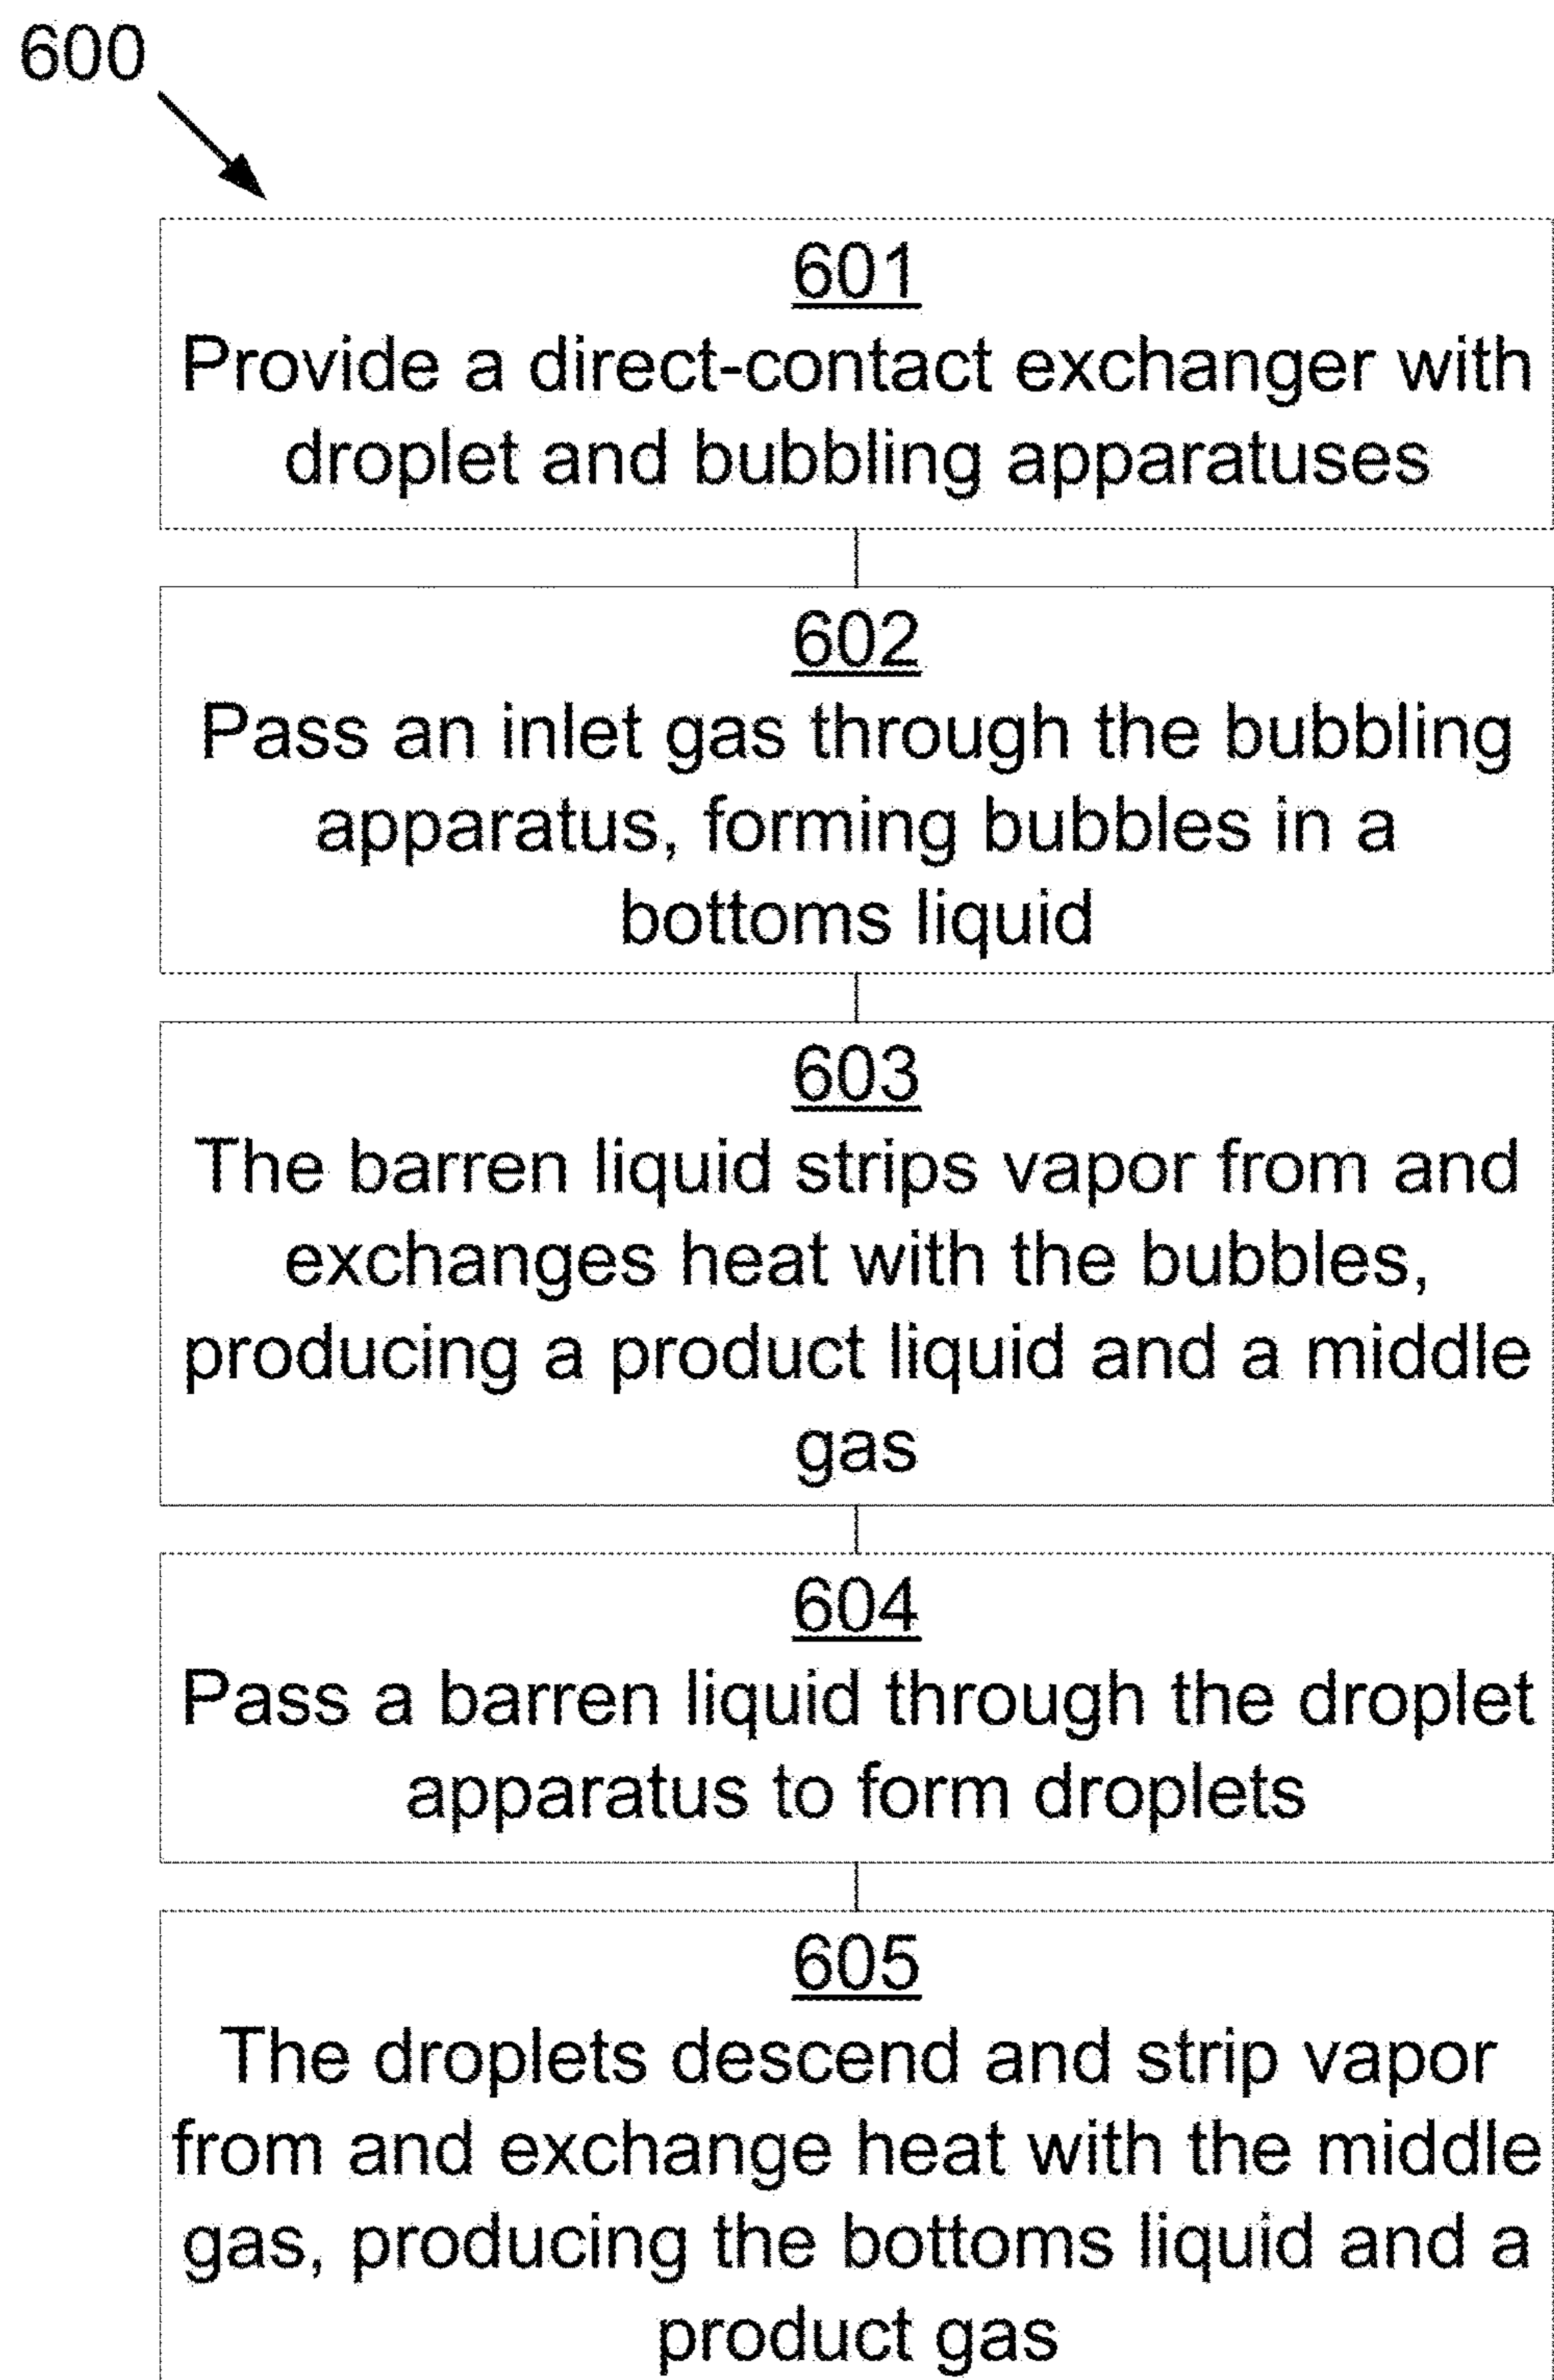 600
601
Provide a direct-contact exchanger with
droplet and bubbling apparatuses
602
Pass an inlet gas through the bubbling
apparatus, forming bubbles in a
bottoms liquid
603
The barren liquid strips vapor from and
exchanges heat with the bubbles,
producing a product liquid and a middle
gas
604
Pass a barren liquid through the droplet
apparatus to form droplets
605
The droplets descend and strip vapor
from and exchange heat with the middle
gas, producing the bottoms liquid and a
product gas